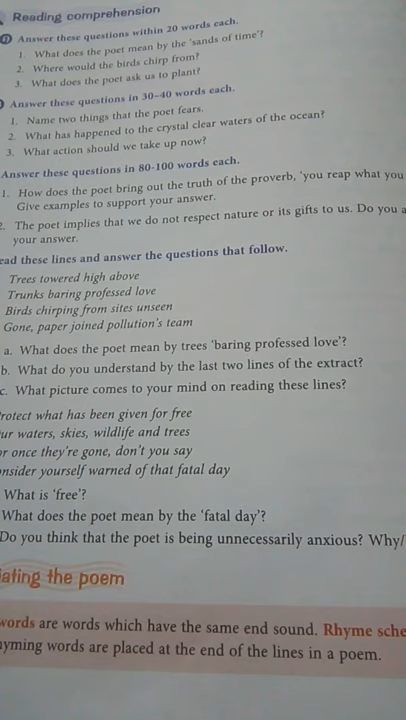 Reading comprehension
Answer these questions within 20 words each.
1. What does the poet mean by the 'sands of time'?
2. Where would the birds chirp from?
3. What does the poet ask us to plant?
Answer these questions in 30-40 words each.
1. Name two things that the poet fears.
2. What has happened to the crystal clear waters of the ocean?
3. What action should we take up now?
Answer these questions in 80-100 words each.
1. How does the poet bring out the truth of the proverb, 'you reap what you
Give examples to support your answer.
2. The poet implies that we do not respect nature or its gifts to us. Do you a
your answer.
ead these lines and answer the questions that follow.
Trees towered high above
Trunks baring professed love
Birds chirping from sites unseen
Gone, paper joined pollution's team
a. What does the poet mean by trees 'baring professed love'?
b. What do you understand by the last two lines of the extract?
c. What picture comes to your mind on reading these lines?
rotect what has been given for free
ur waters, skies, wildlife and trees
or once they're gone, don't you say
onsider yourself warned of that fatal day
What is 'free'?
What does the poet mean by the 'fatal day'?
Do you think that the poet is being unnecessarily anxious? Why/
iating the poem
words are words which have the same end sound. Rhyme sche
yming words are placed at the end of the lines in a poem.